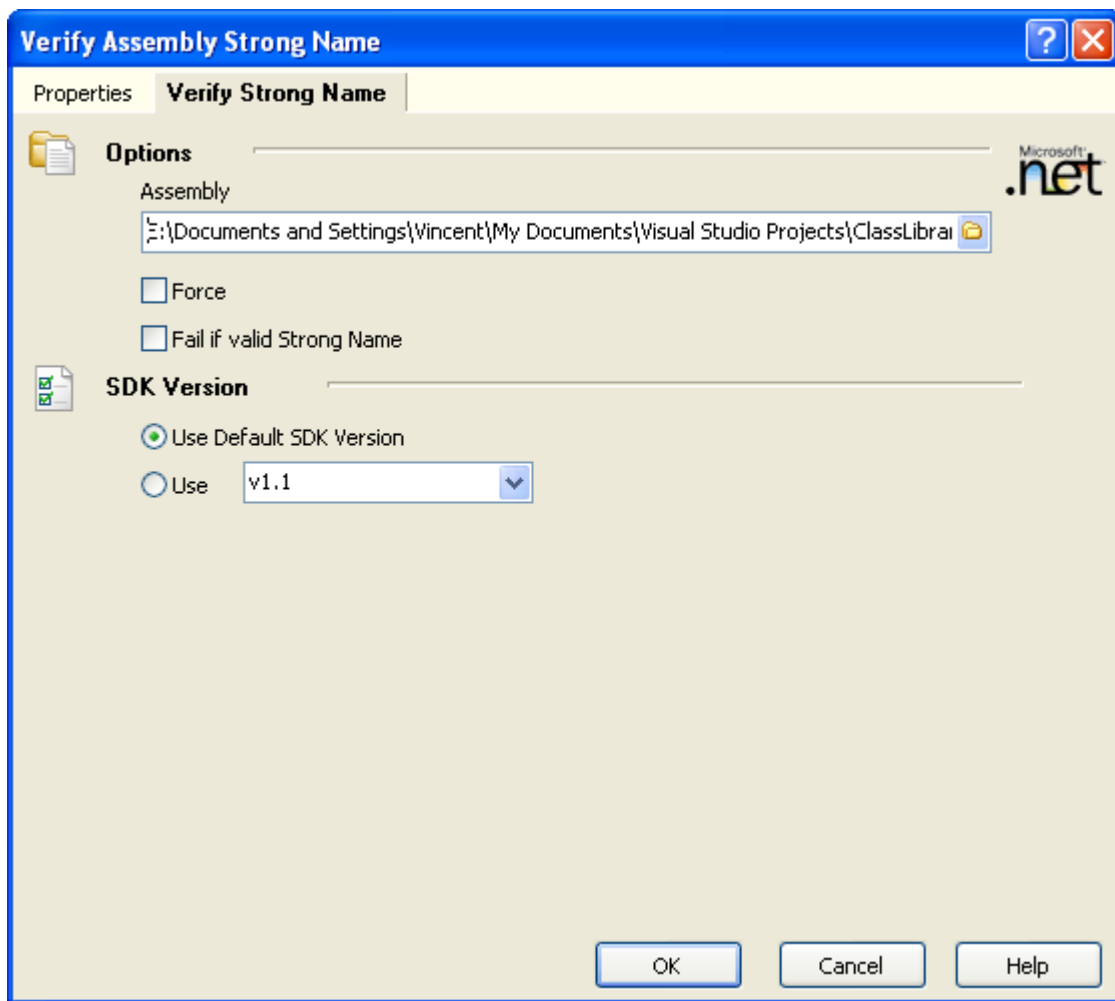 Verify Assembly Strong Name
Properties Verify Strong Name
Options
Microsoft
.net
Assembly
E:\Documents and Settings\Vincent\My Documents\Visual Studio Projects\ClassLibrar
Force
Fail if valid Strong Name
SDK Version
Use Default SDK Version
Use v1.1
OK Cancel Help